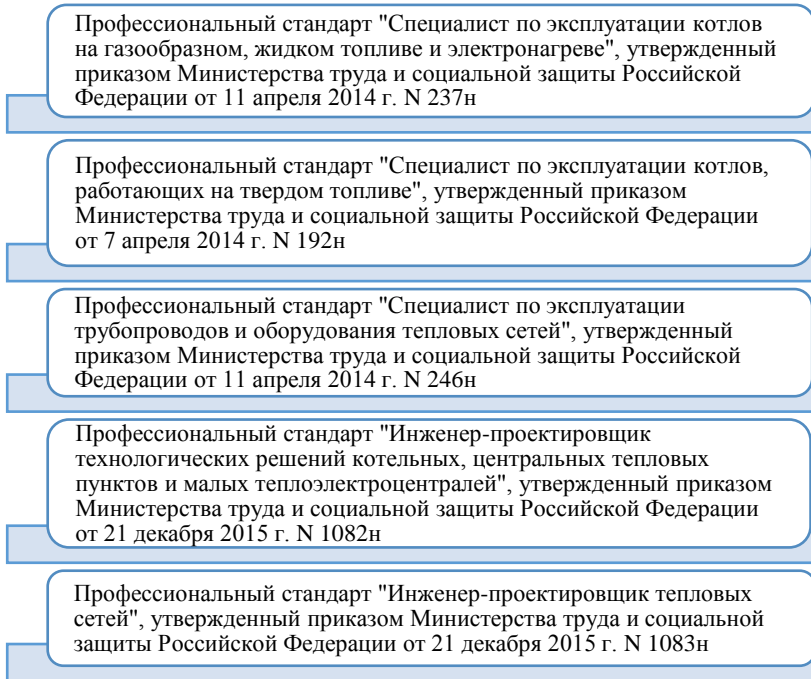 Профессиональный стандарт "Специалист по эксплуатации котлов
на газообразном, жидком топливе и электронагреве", утвержденный
приказом Министерства труда и социальной защиты Российской
Федерации от 11 апреля 2014 г. N 237н
Профессиональный стандарт "Специалист по эксплуатации котлов,
работающих на твердом топливе", утвержденный приказом
Министерства труда и социальной защиты Российской Федерации
от 7 апреля 2014 г. N 192н
Профессиональный стандарт "Специалист по эксплуатации
трубопроводов и оборудования тепловых сетей", утвержденный
приказом Министерства труда и социальной защиты Российской
Федерации от 11 апреля 2014 г. N 246н
Профессиональный стандарт "Инженер-проектировщик
технологических решений котельных, центральных тепловых
пунктов и малых теплоэлектроцентралей", утвержденный приказом
Министерства труда и социальной защиты Российской Федерации
от 21 декабря 2015 г. N 1082н
Профессиональный стандарт "Инженер-проектировщик тепловых
сетей", утвержденный приказом Министерства труда и социальной
защиты Российской Федерации от 21 декабря 2015 г. N 1083н